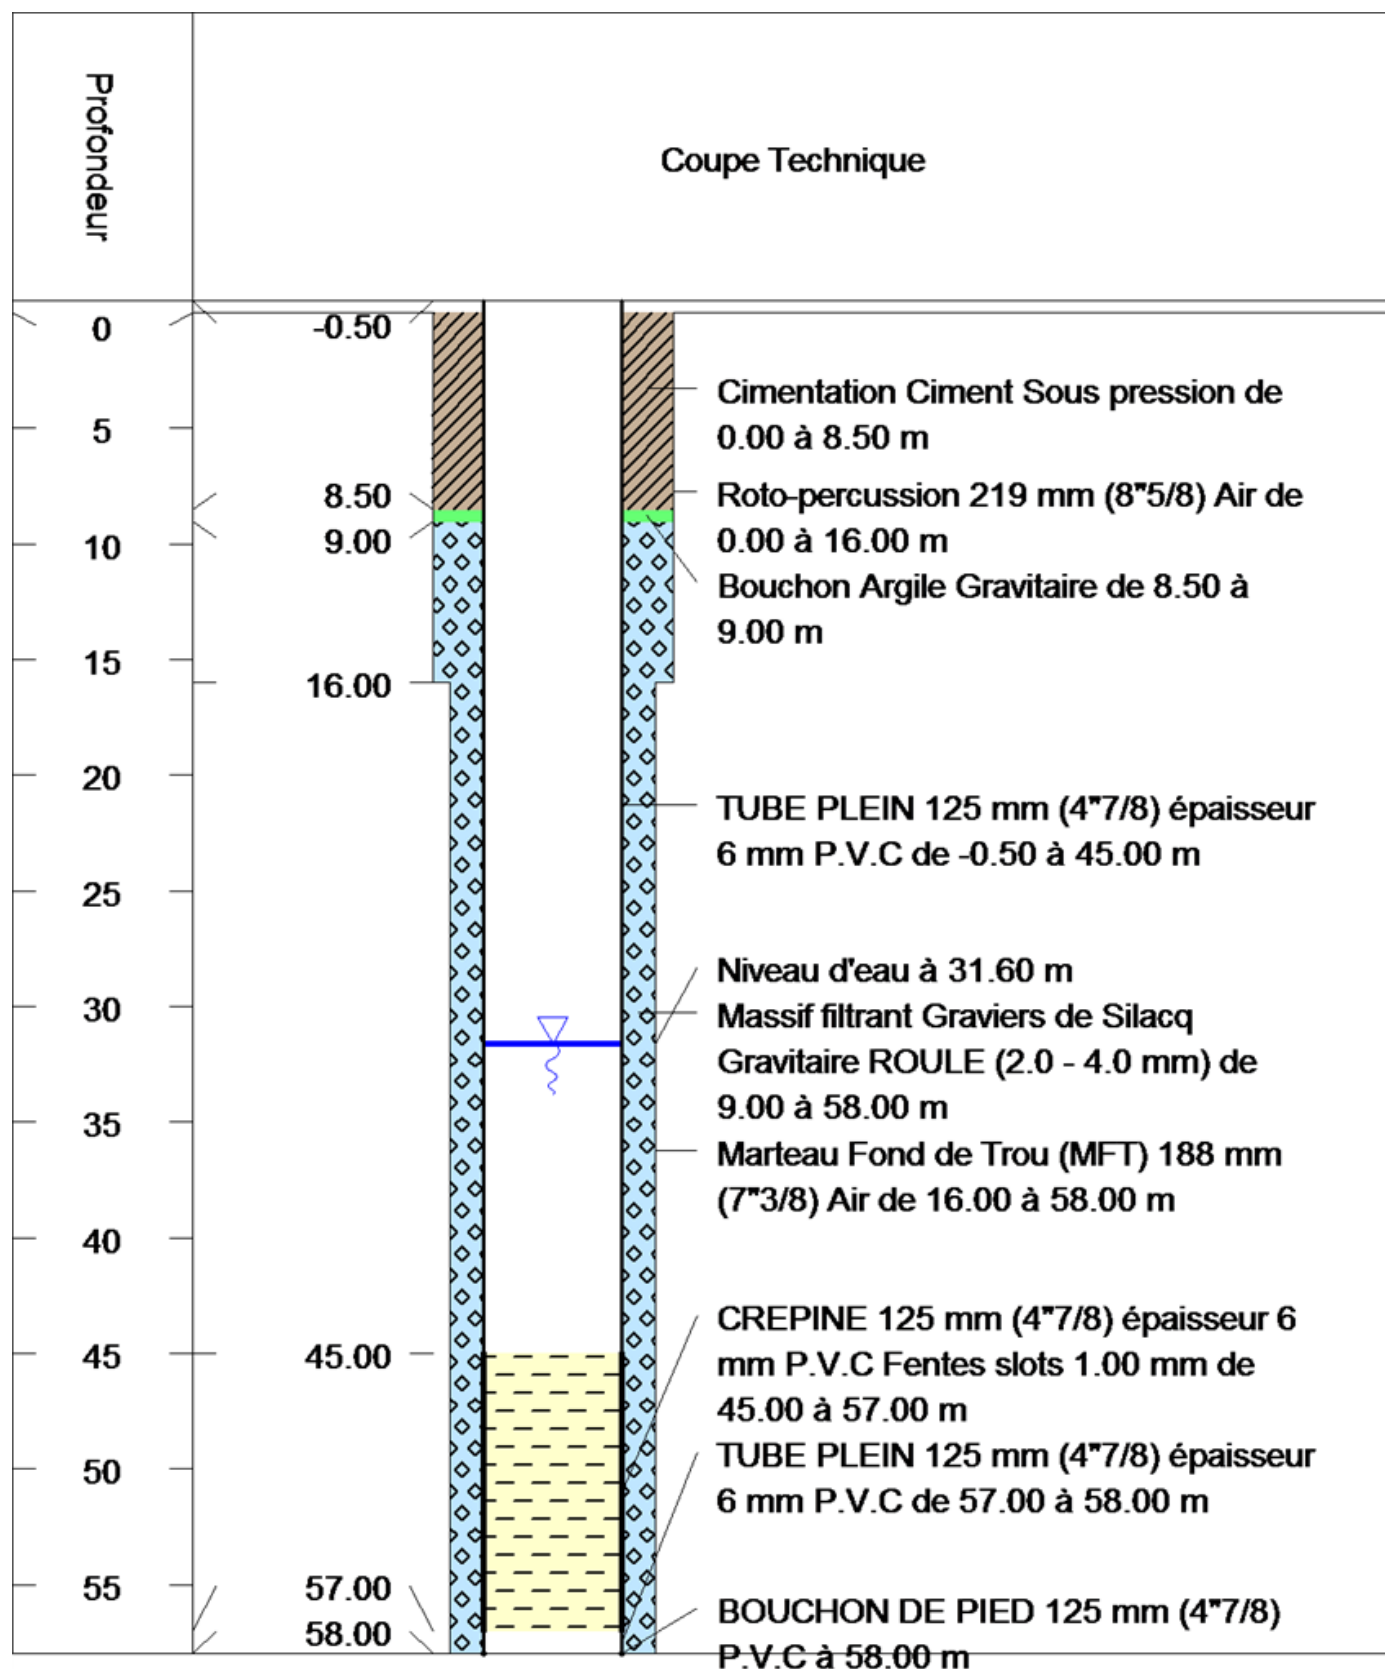 Profondeur
Coupe Technique
0
5
10
15
20
25
30
35
40
45
50
55
-0.50
8.50
9.00
16.00
45.00
57.00
58.00
Cimentation Ciment Sous pression de
0.00 à 8.50 m
Roto-percussion 219 mm (8"5/8) Air de
0.00 à 16.00 m
Bouchon Argile Gravitaire de 8.50 à
9.00 m
TUBE PLEIN 125 mm (4"7/8) épaisseur
6 mm P.V.C de -0.50 à 45.00 m
Niveau d'eau à 31.60 m
Massif filtrant Graviers de Silacq
Gravitaire ROULE (2.0 - 4.0 mm) de
9.00 à 58.00 m
Marteau Fond de Trou (MFT) 188 mm
(7"3/8) Air de 16.00 à 58.00 m
CREPINE 125 mm (4"7/8) épaisseur 6
mm P.V.C Fentes slots 1.00 mm de
45.00 à 57.00 m
TUBE PLEIN 125 mm (4"7/8) épaisseur
6 mm P.V.C de 57.00 à 58.00 m
BOUCHON DE PIED 125 mm (4"7/8)
P.V.C à 58.00 m